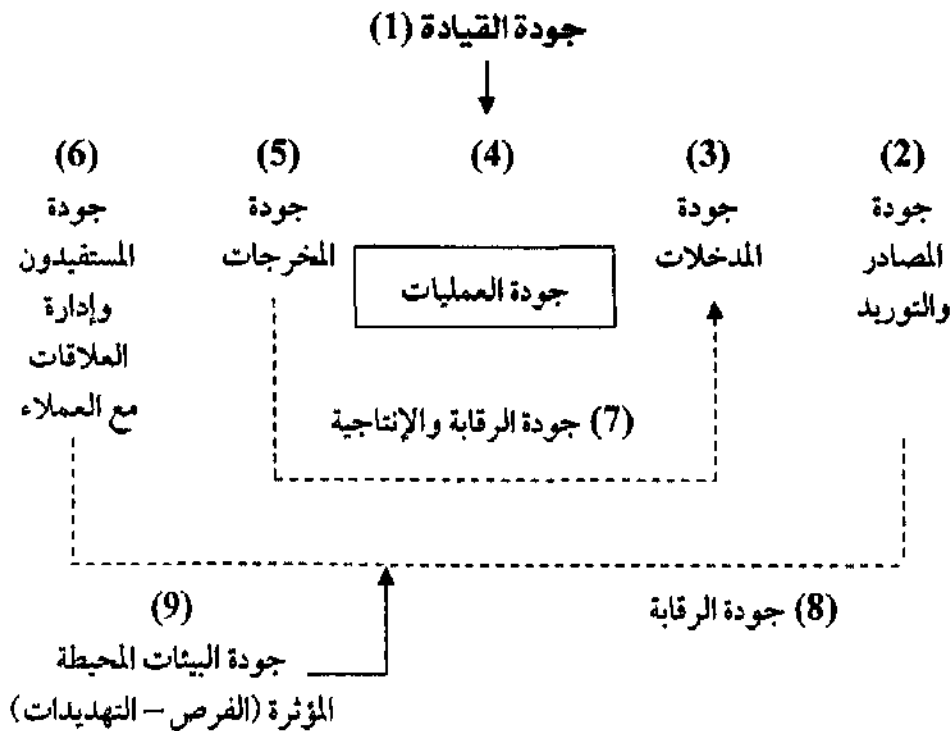 جودة القيادة (1)
(2)
جودة
المصادر
والتوريد
(3)
جودة
المدخلات
(4)
جودة العمليات
(5)
جودة
المخرجات
(6)
جودة
المستفيدون
وإدارة
العلاقات
مع العملاء
(7) جودة الرقابة والإنتاجية
(8) جودة الرقابة
(9)
جودة البيئات المحيطة
المؤثرة (الفرص – التهديدات)